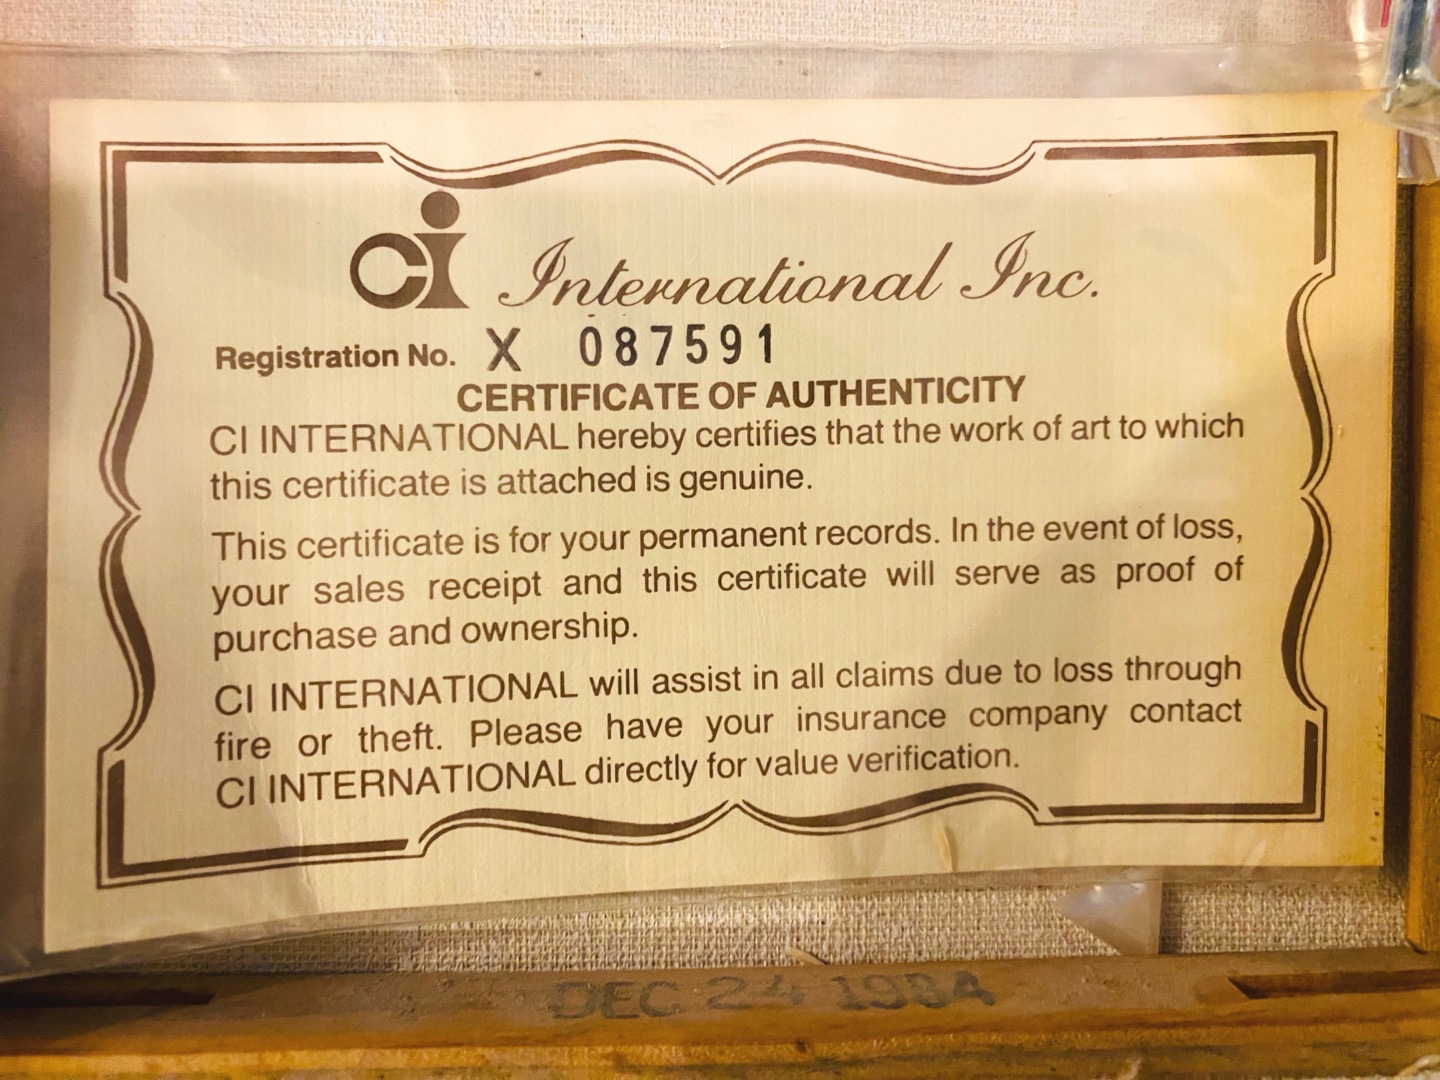 ci International Inc.
Registration No. X 087591
CERTIFICATE OF AUTHENTICITY
CI INTERNATIONAL hereby certifies that the work of art to which
this certificate is attached is genuine.
This certificate is for your permanent records. In the event of loss,
your sales receipt and this certificate will serve as proof of
purchase and ownership.
CI INTERNATIONAL will assist in all claims due to loss through
fire or theft. Please have your insurance company contact
CI INTERNATIONAL directly for value verification.
DEC 24 1984